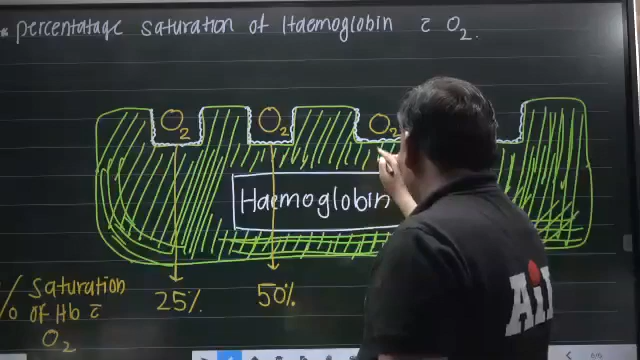 * percentatage saturation of Haemoglobin c̄ O₂.
O₂ O₂ O₂
Haemoglobin
% saturation of Hb c̄ O₂
25% 50%
Ai